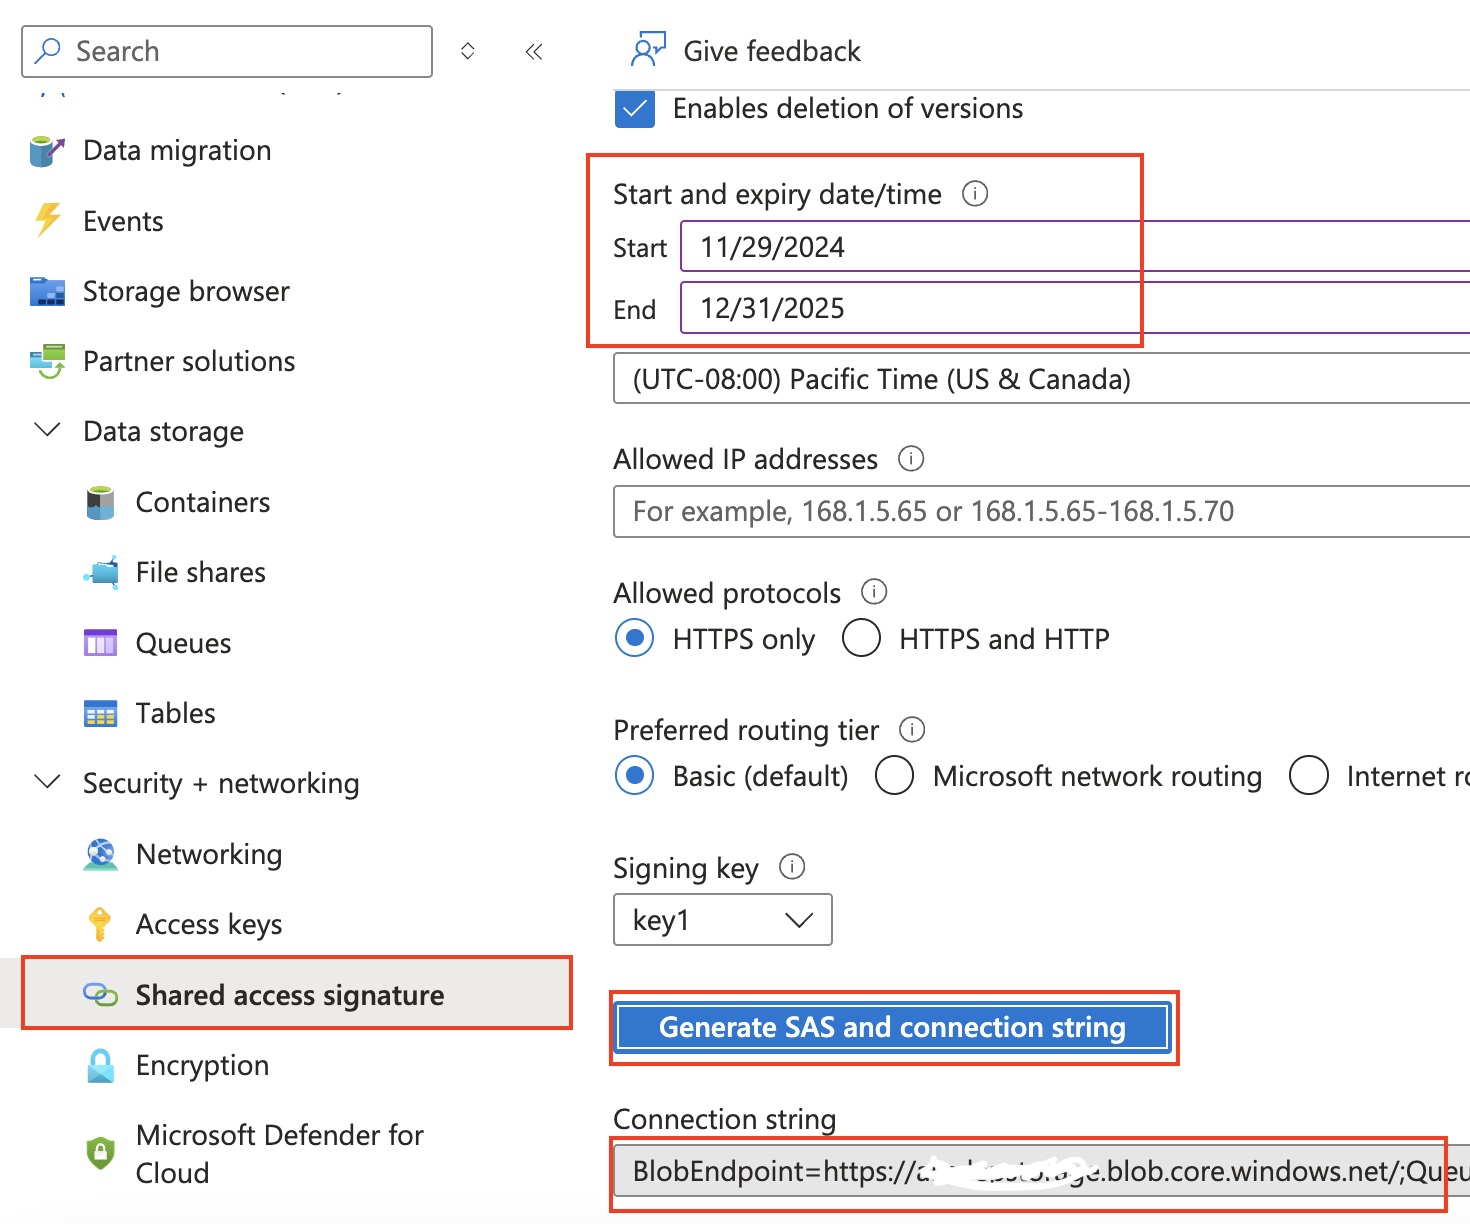 Search
Data migration
Events
Storage browser
Partner solutions
Data storage
Containers
File shares
Queues
Tables
Security + networking
Networking
Access keys
Shared access signature
Encryption
Microsoft Defender for
Cloud
Give feedback
Enables deletion of versions
Start and expiry date/time
Start 11/29/2024
End 12/31/2025
(UTC-08:00) Pacific Time (US & Canada)
Allowed IP addresses
For example, 168.1.5.65 or 168.1.5.65-168.1.5.70
Allowed protocols
HTTPS only HTTPS and HTTP
Preferred routing tier
Basic (default) Microsoft network routing Internet
Signing key
key1
Generate SAS and connection string
Connection string
BlobEndpoint=https:// .blob.core.windows.net/;Queu